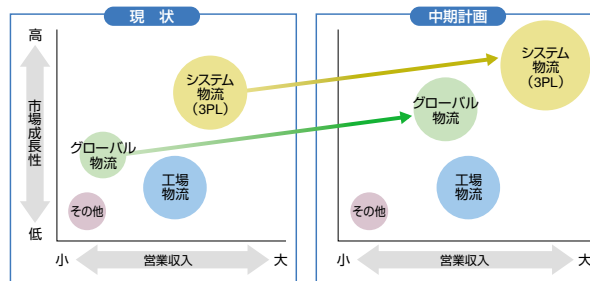 現 状
高
市場成長性
低
システム
物流
(3PL)
グローバル
物流
工場
物流
その他
小
営業収入
大
中期計画
システム
物流
(3PL)
グローバル
物流
工場
物流
その他
小
営業収入
大